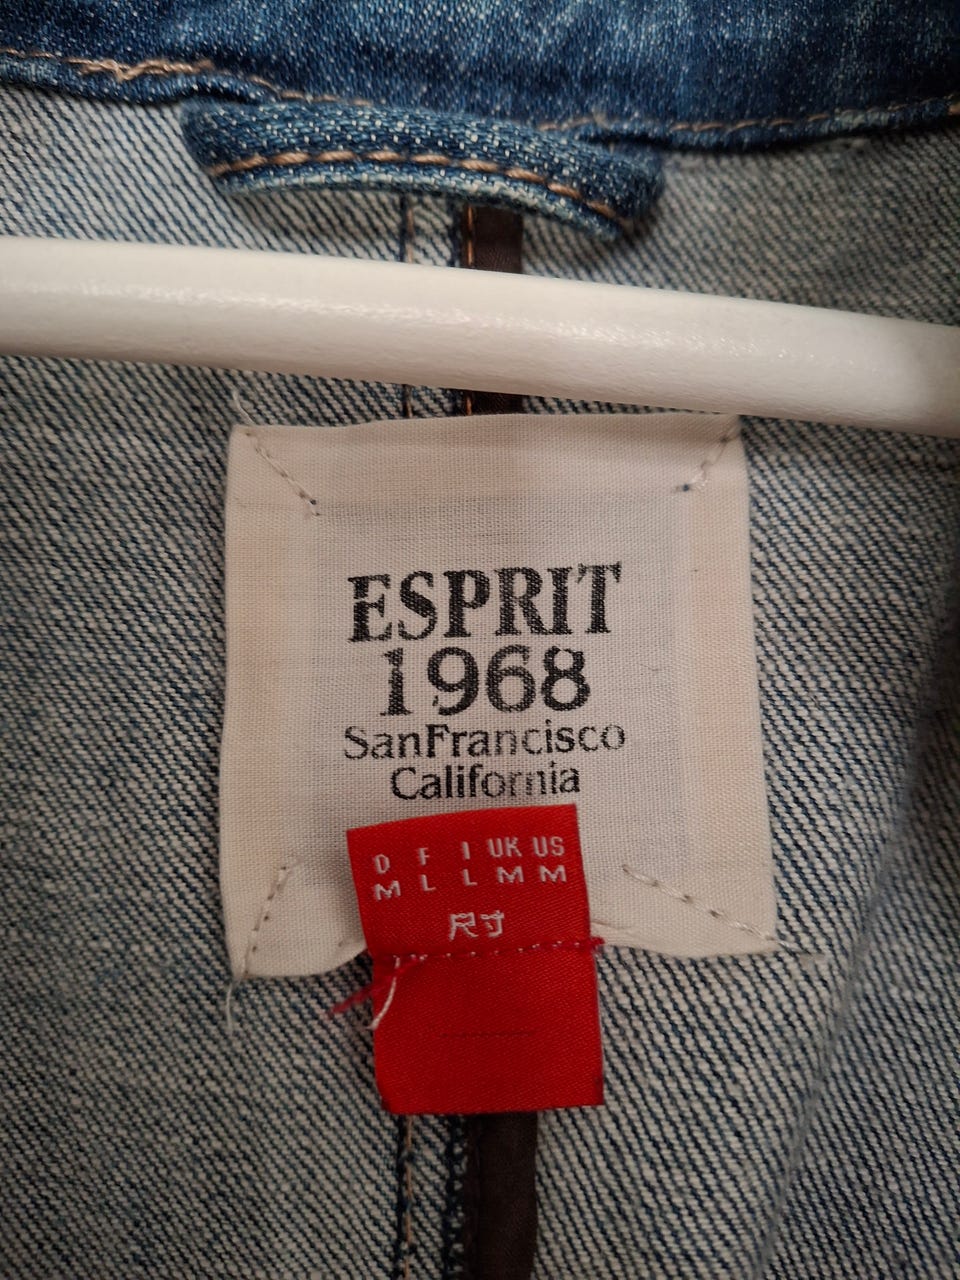 ESPRIT
1968
SanFrancisco
California
D F I UK US
M L L M M
尺寸